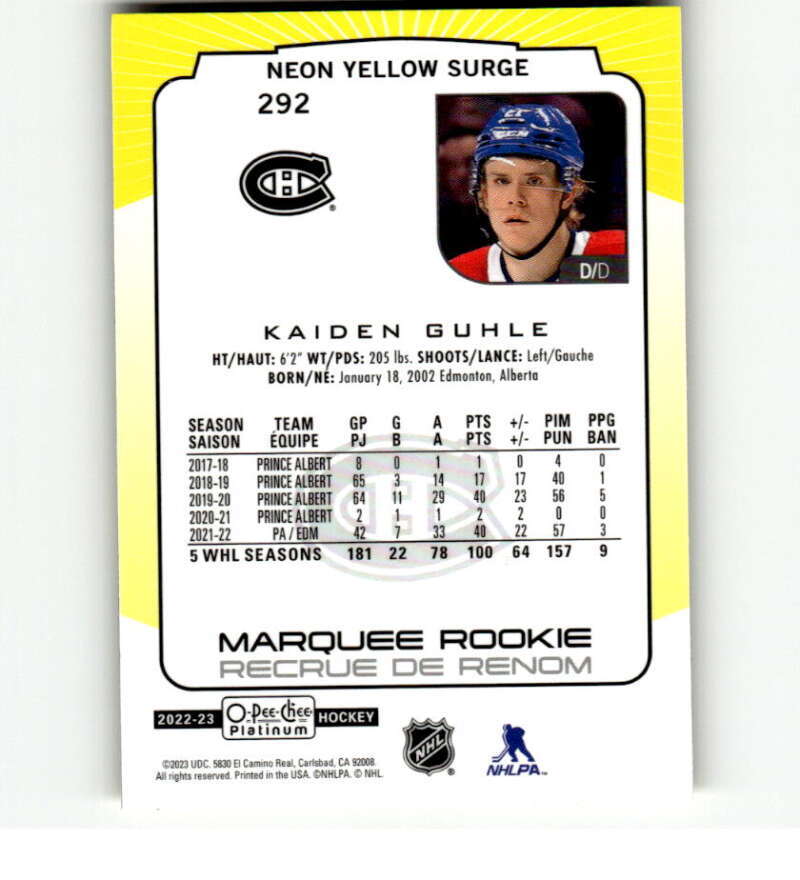 NEON YELLOW SURGE
292
CH
®
21
CCM
D/D
KAIDEN GUHLE
HT/HAUT: 6'2" WT/PDS: 205 lbs. SHOOTS/LANCE: Left/Gauche
BORN/NÉ: January 18, 2002 Edmonton, Alberta
SEASON TEAM GP G A PTS +/- PIM PPG
SAISON ÉQUIPE PJ B A PTS +/- PUN BAN
2017-18 PRINCE ALBERT 8 0 1 1 0 4 0
2018-19 PRINCE ALBERT 65 3 14 17 17 40 1
2019-20 PRINCE ALBERT 64 11 29 40 23 56 5
2020-21 PRINCE ALBERT 2 1 1 2 2 0 0
2021-22 PA / EDM 42 7 33 40 22 57 3
5 WHL SEASONS 181 22 78 100 64 157 9
MARQUEE ROOKIE
RECRUE DE RENOM
2022-23 O-Pee-Chee Platinum HOCKEY
©2023 UDC. 5830 El Camino Real, Carlsbad, CA 92008.
All rights reserved. Printed in the USA. ©NHLPA. © NHL.
NHL ®
NHLPA™